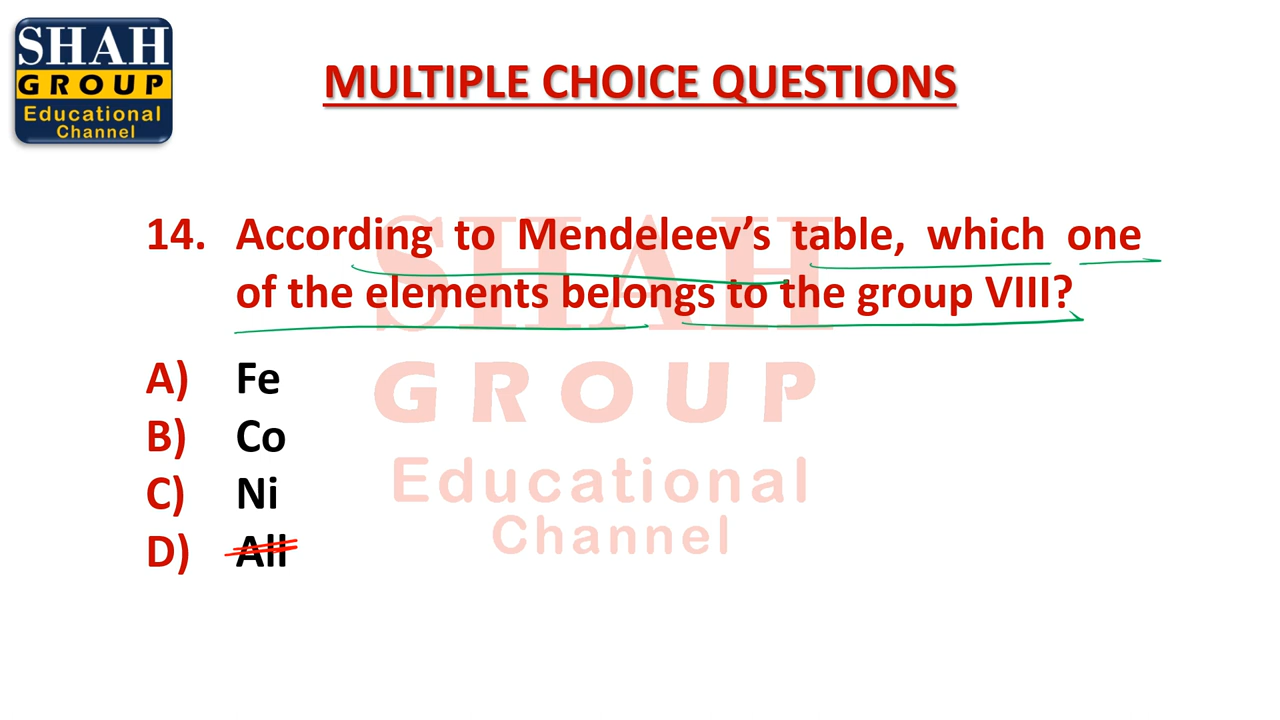 SHAH
GROUP
Educational
Channel
MULTIPLE CHOICE QUESTIONS
14. According to Mendeleev's table, which one
of the elements belongs to the group VIII?
A) Fe
B) Co
C) Ni
D) All
SHAH
GROUP
Educational
Channel